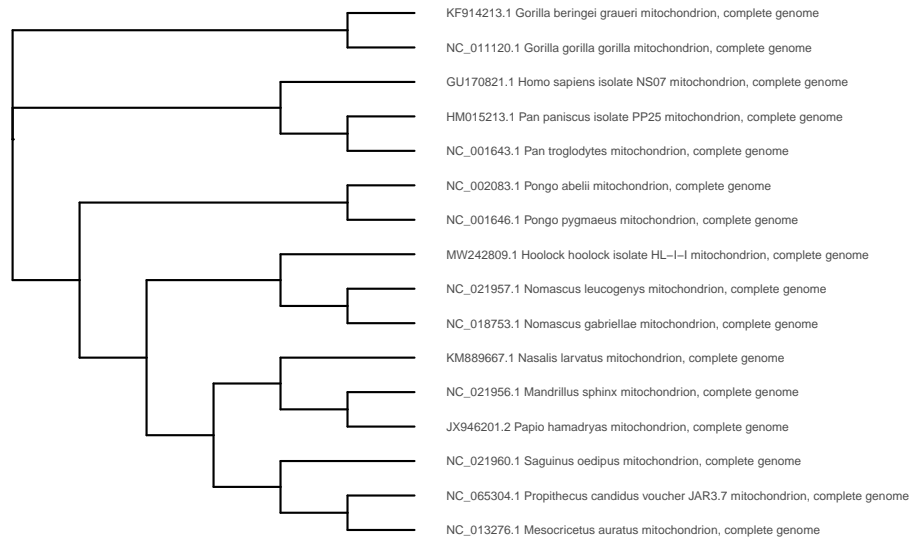 KF914213.1 Gorilla beringei graueri mitochondrion, complete genome
NC_011120.1 Gorilla gorilla gorilla mitochondrion, complete genome
GU170821.1 Homo sapiens isolate NS07 mitochondrion, complete genome
HM015213.1 Pan paniscus isolate PP25 mitochondrion, complete genome
NC_001643.1 Pan troglodytes mitochondrion, complete genome
NC_002083.1 Pongo abelii mitochondrion, complete genome
NC_001646.1 Pongo pygmaeus mitochondrion, complete genome
MW242809.1 Hoolock hoolock isolate HL−I−I mitochondrion, complete genome
NC_021957.1 Nomascus leucogenys mitochondrion, complete genome
NC_018753.1 Nomascus gabriellae mitochondrion, complete genome
KM889667.1 Nasalis larvatus mitochondrion, complete genome
NC_021956.1 Mandrillus sphinx mitochondrion, complete genome
JX946201.2 Papio hamadryas mitochondrion, complete genome
NC_021960.1 Saguinus oedipus mitochondrion, complete genome
NC_065304.1 Propithecus candidus voucher JAR3.7 mitochondrion, complete genome
NC_013276.1 Mesocricetus auratus mitochondrion, complete genome